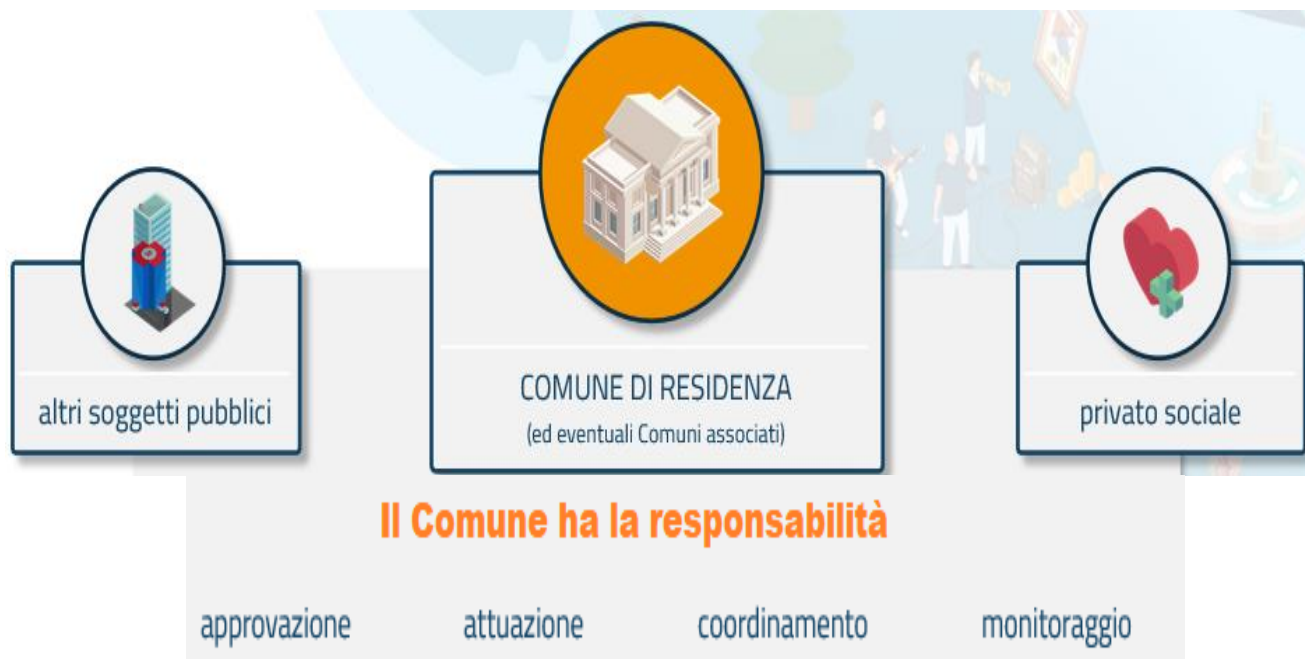 altri soggetti pubblici
COMUNE DI RESIDENZA
(ed eventuali Comuni associati)
privato sociale
Il Comune ha la responsabilità
approvazione attuazione coordinamento monitoraggio